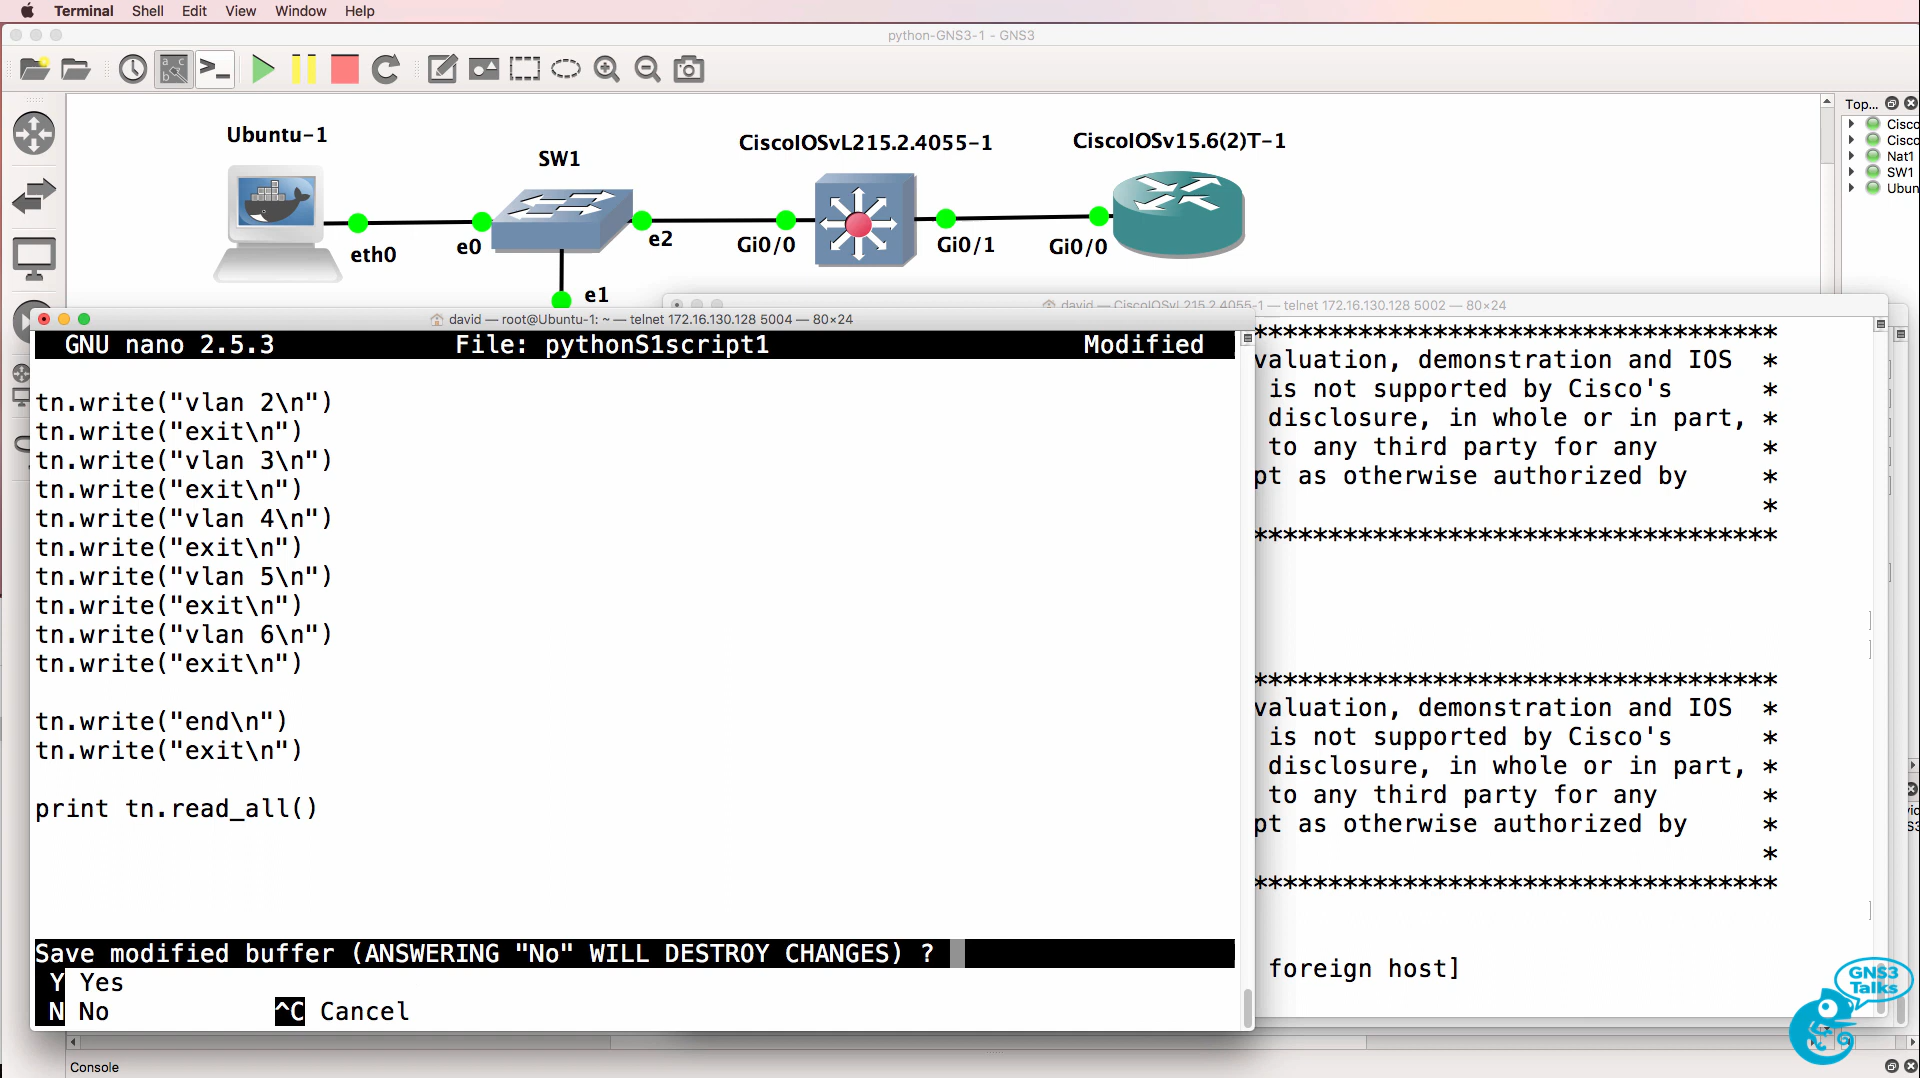 Terminal Shell Edit View Window Help
python-GNS3-1 - GNS3
Top...
Cisco
Cisco
Nat1
SW1
Ubun
Ubuntu-1
SW1
CiscoIOSvL215.2.4055-1
CiscoIOSv15.6(2)T-1
eth0
e0
e2
Gi0/0
Gi0/1
Gi0/0
e1
david — CiscoIOSvL215.2.4055-1 — telnet 172.16.130.128 5002 — 80×24
david — root@Ubuntu-1: ~ — telnet 172.16.130.128 5004 — 80×24
GNU nano 2.5.3 File: pythonS1script1 Modified
tn.write("vlan 2\n")
tn.write("exit\n")
tn.write("vlan 3\n")
tn.write("exit\n")
tn.write("vlan 4\n")
tn.write("exit\n")
tn.write("vlan 5\n")
tn.write("exit\n")
tn.write("vlan 6\n")
tn.write("exit\n")
tn.write("end\n")
tn.write("exit\n")
print tn.read_all()
Save modified buffer (ANSWERING "No" WILL DESTROY CHANGES) ?
Y Yes
N No ^C Cancel
***********************************
valuation, demonstration and IOS *
is not supported by Cisco's *
disclosure, in whole or in part, *
to any third party for any *
pt as otherwise authorized by *
*
***********************************
***********************************
valuation, demonstration and IOS *
is not supported by Cisco's *
disclosure, in whole or in part, *
to any third party for any *
pt as otherwise authorized by *
*
***********************************
foreign host]
GNS3
Talks
Console